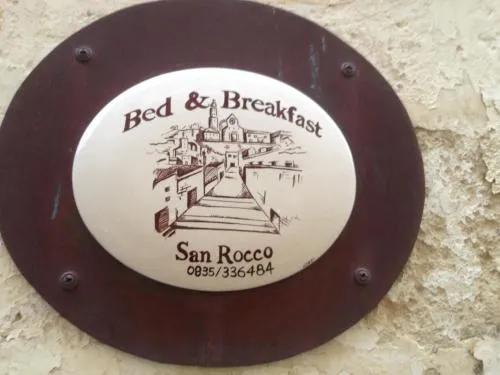 Bed & Breakfast
San Rocco
0835/336484